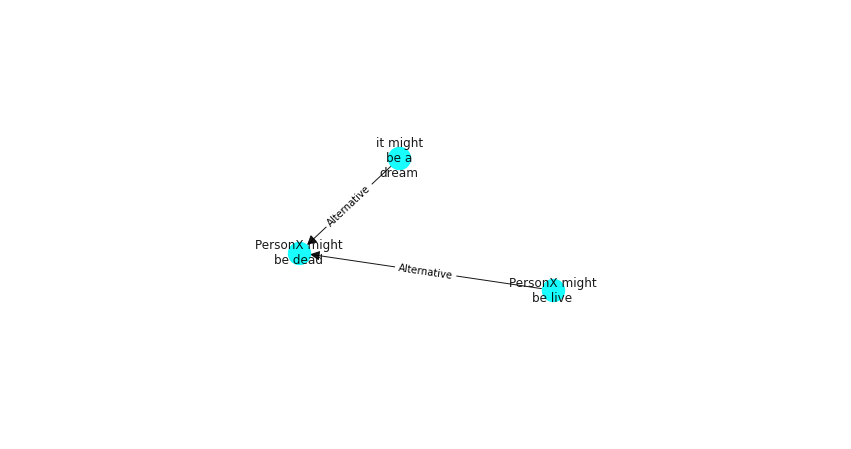 it might
be a
dream
Alternative
PersonX might
be dead
Alternative
PersonX might
be live